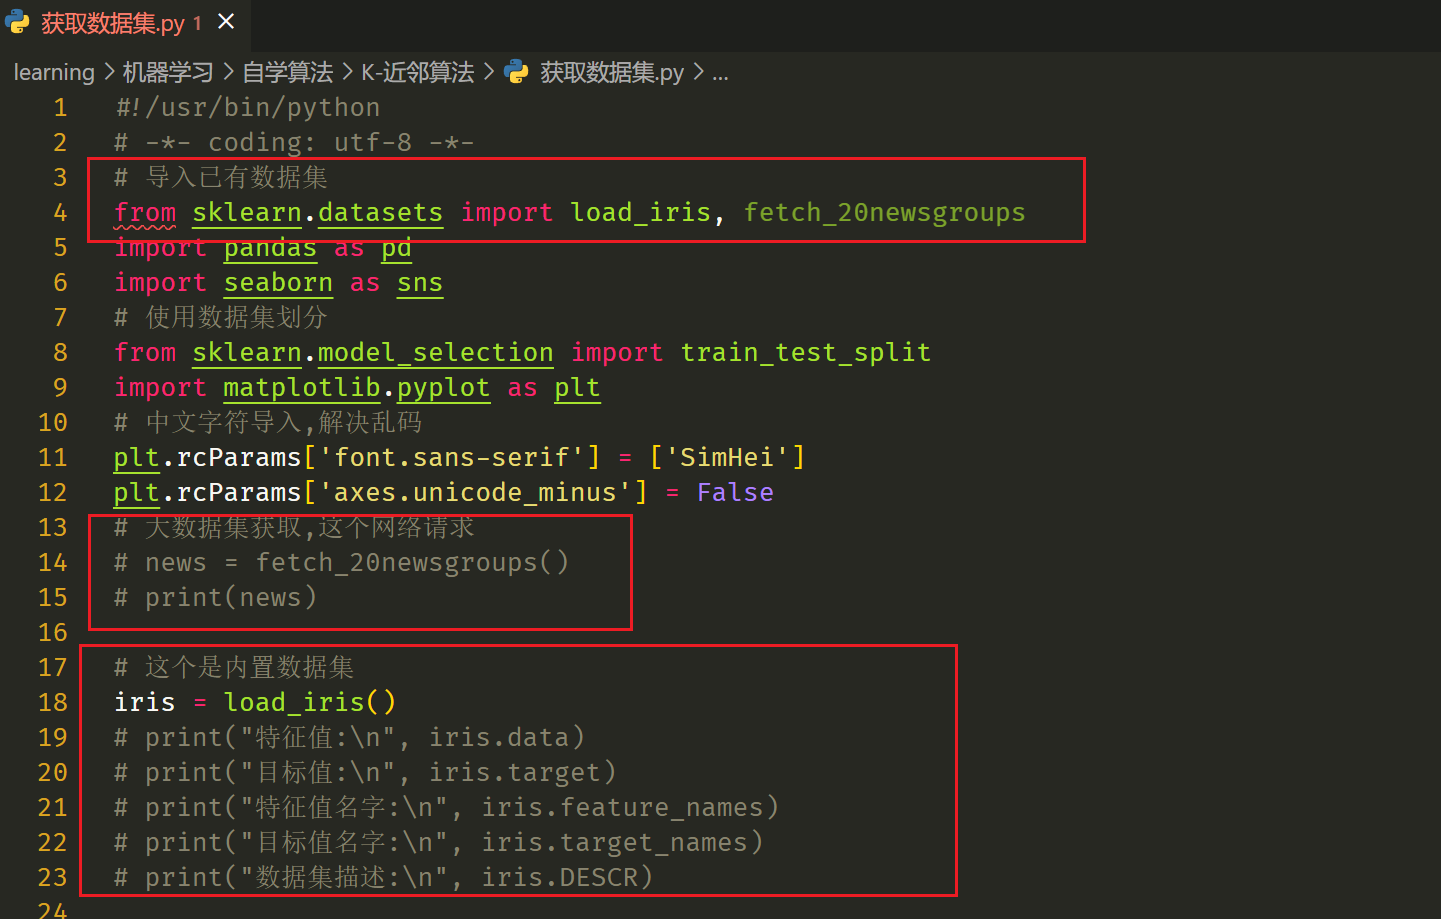 获取数据集.py 1 ×
learning > 机器学习 > 自学算法 > K-近邻算法 > 获取数据集.py > ...
1 #!/usr/bin/python
2 # -*- coding: utf-8 -*-
3 # 导入已有数据集
4 from sklearn.datasets import load_iris, fetch_20newsgroups
5 import pandas as pd
6 import seaborn as sns
7 # 使用数据集划分
8 from sklearn.model_selection import train_test_split
9 import matplotlib.pyplot as plt
10 # 中文字符导入,解决乱码
11 plt.rcParams['font.sans-serif'] = ['SimHei']
12 plt.rcParams['axes.unicode_minus'] = False
13 # 大数据集获取,这个网络请求
14 # news = fetch_20newsgroups()
15 # print(news)
16
17 # 这个是内置数据集
18 iris = load_iris()
19 # print("特征值:\n", iris.data)
20 # print("目标值:\n", iris.target)
21 # print("特征值名字:\n", iris.feature_names)
22 # print("目标值名字:\n", iris.target_names)
23 # print("数据集描述:\n", iris.DESCR)
24